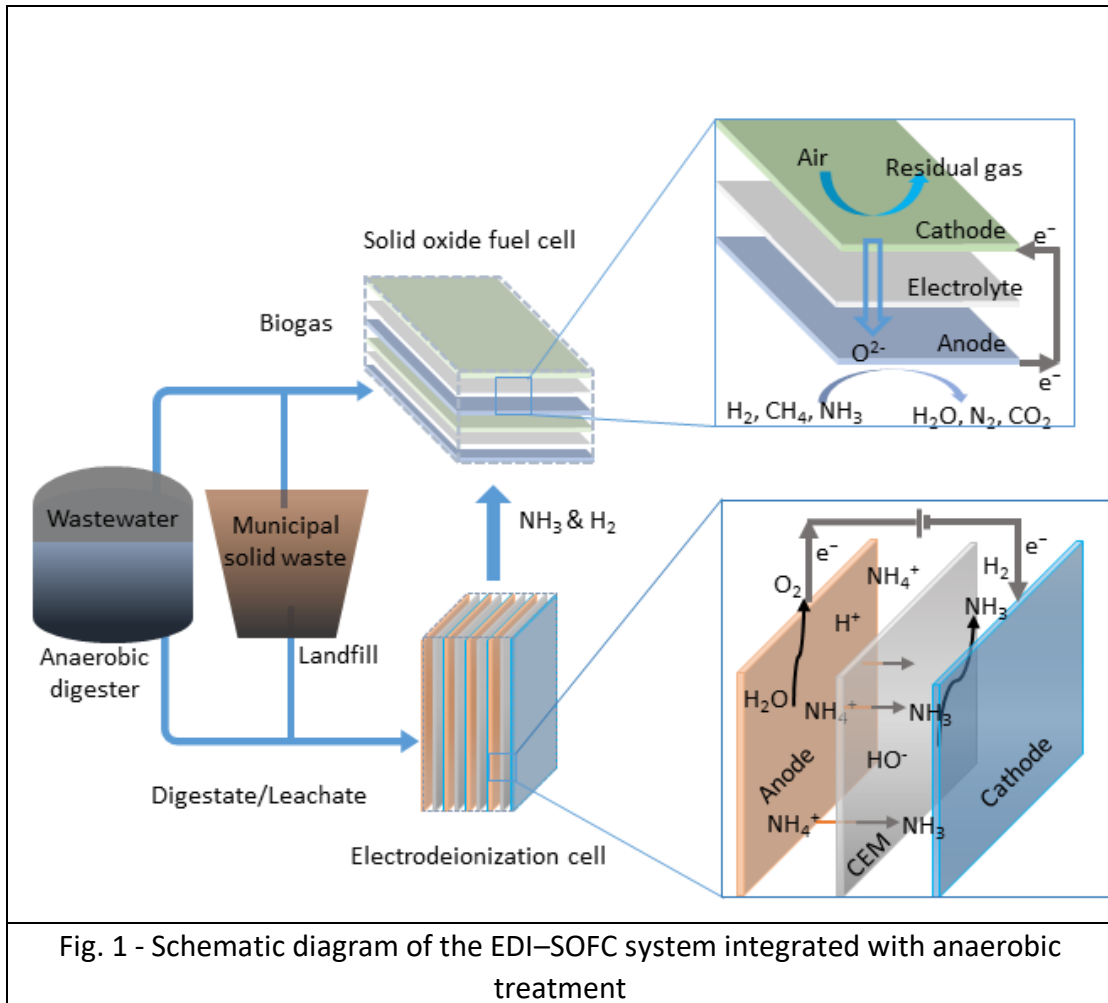 Air
Residual gas
Cathode
e⁻
Electrolyte
Anode
O²⁻
e⁻
H₂, CH₄, NH₃
H₂O, N₂, CO₂
Solid oxide fuel cell
Biogas
Wastewater
Municipal
solid waste
NH₃ & H₂
Anaerobic
digester
Landfill
Digestate/Leachate
Electrodeionization cell
e⁻
e⁻
O₂
NH₄⁺
H₂
NH₃
H⁺
H₂O
NH₄⁺
NH₃
HO⁻
Anode
CEM
Cathode
NH₄⁺
NH₃
Fig. 1 - Schematic diagram of the EDI–SOFC system integrated with anaerobic
treatment